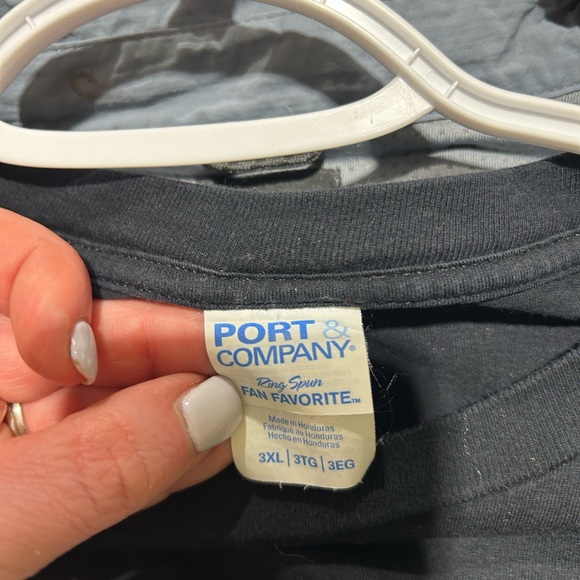 PORT &
COMPANY®
Ring Spun
FAN FAVORITE™
Made in Honduras
Fabriqué au Honduras
Hecho en Honduras
3XL | 3TG | 3EG